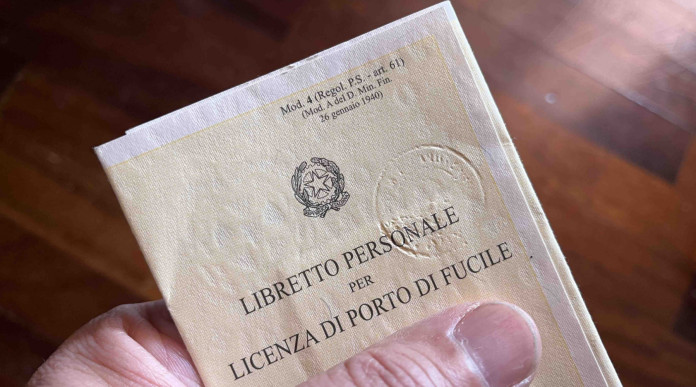 Mod. 4 (Regol. P.S. - art. 61)
(Mod. A del D. Min. Fin.
26 gennaio 1940)
LIBRETTO PERSONALE
PER
LICENZA DI PORTO DI FUCILE